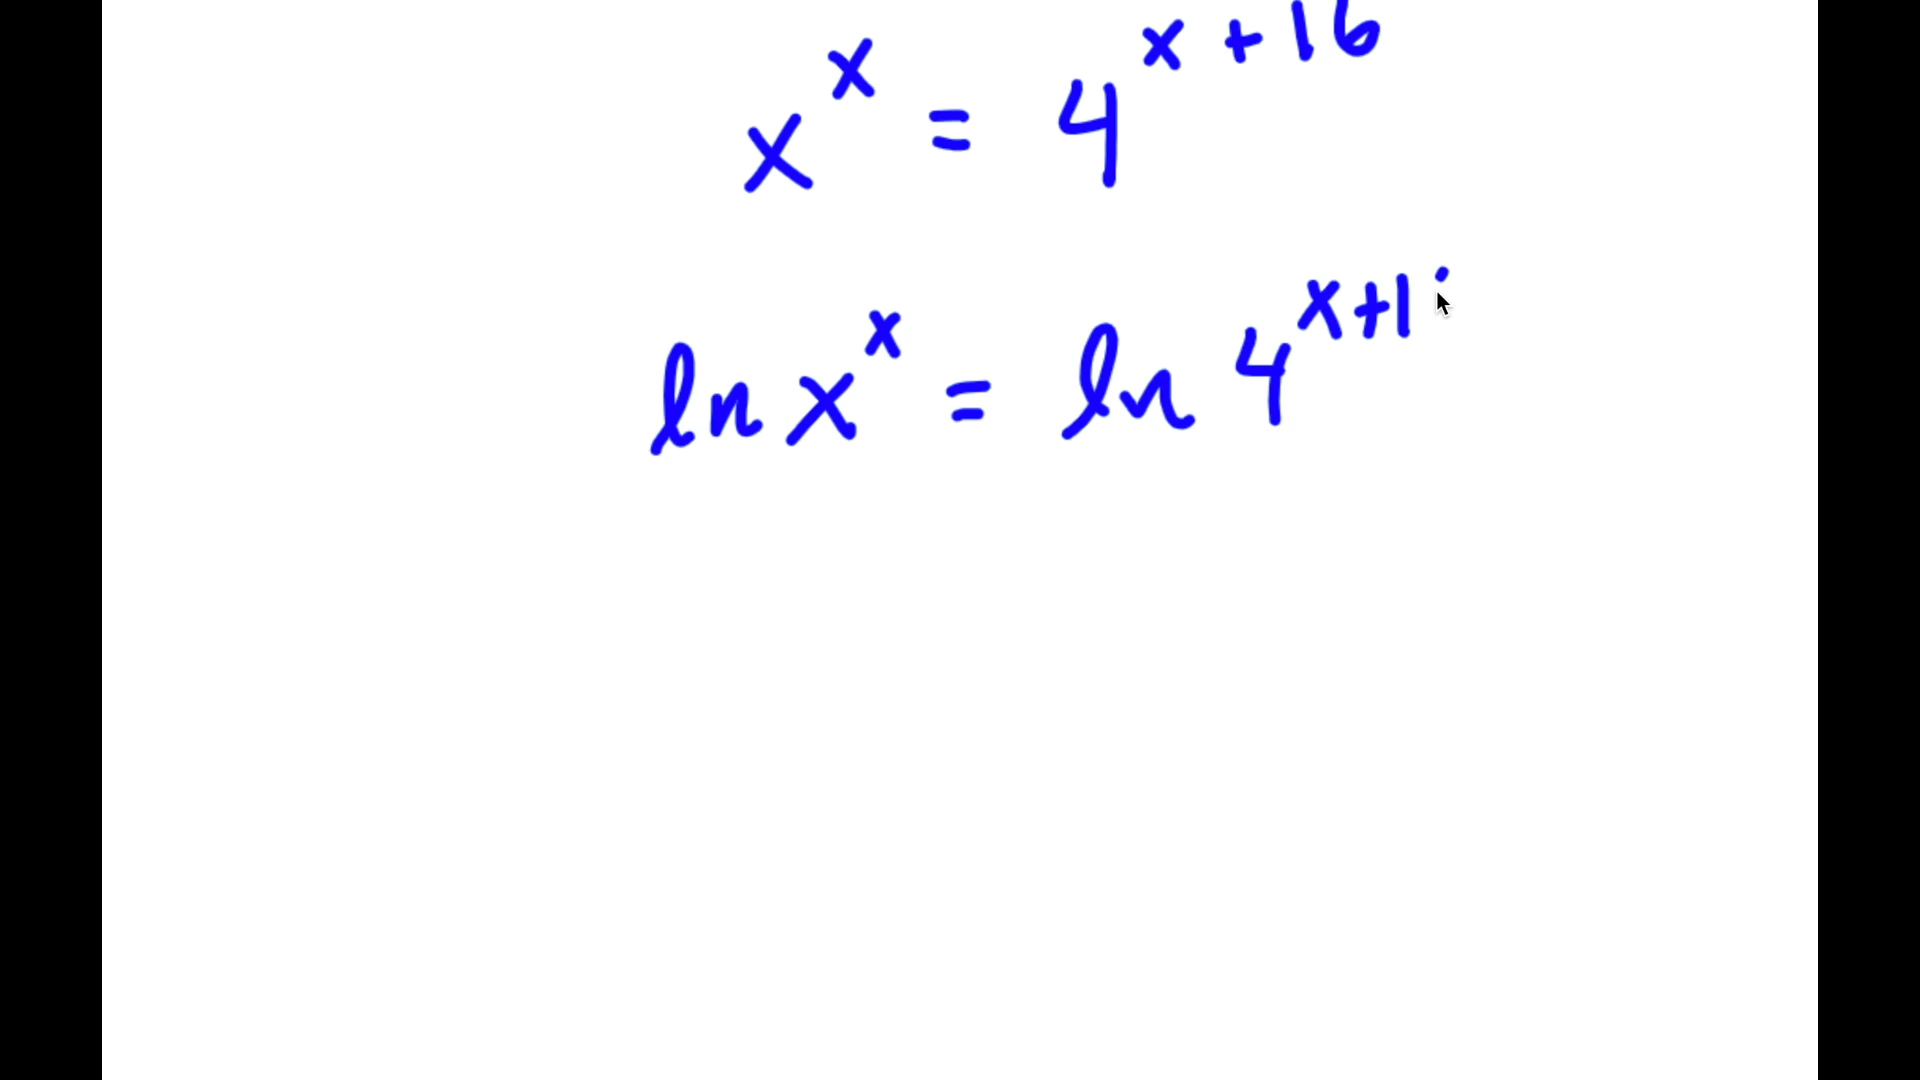 x^x = 4^{x+16}
ln x^x = ln 4^{x+1